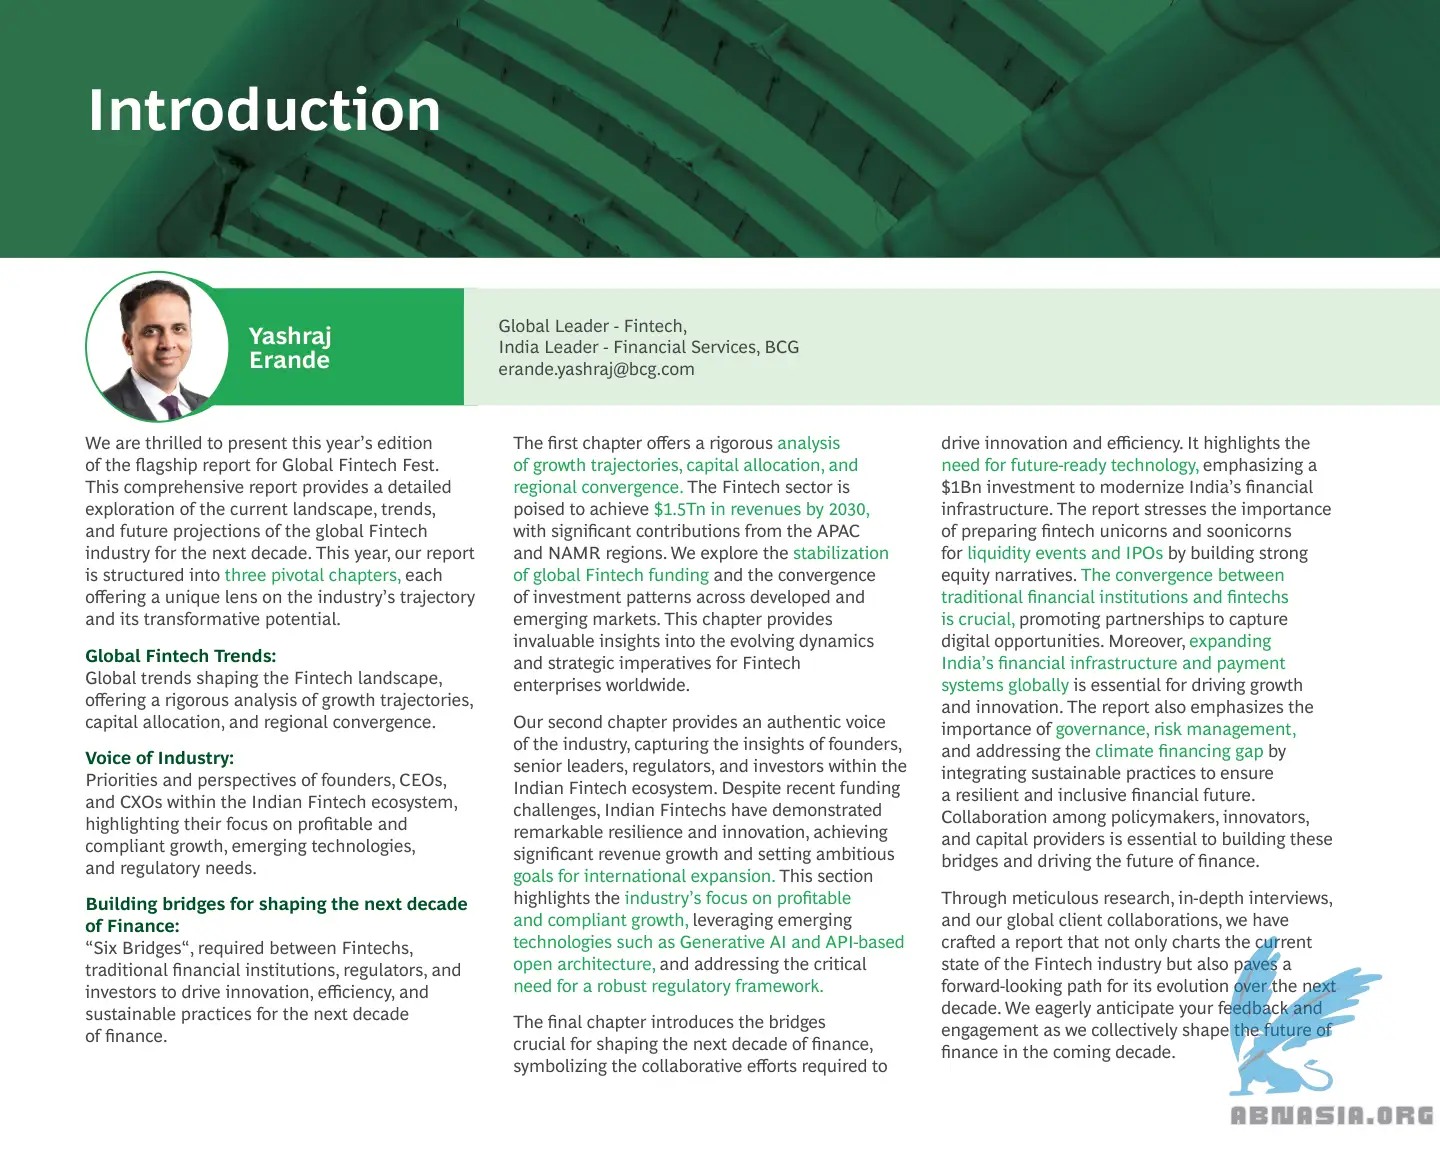 Introduction
Yashraj
Erande
Global Leader - Fintech,
India Leader - Financial Services, BCG
erande.yashraj@bcg.com
We are thrilled to present this year’s edition
of the flagship report for Global Fintech Fest.
This comprehensive report provides a detailed
exploration of the current landscape, trends,
and future projections of the global Fintech
industry for the next decade. This year, our report
is structured into three pivotal chapters, each
offering a unique lens on the industry’s trajectory
and its transformative potential.
Global Fintech Trends:
Global trends shaping the Fintech landscape,
offering a rigorous analysis of growth trajectories,
capital allocation, and regional convergence.
Voice of Industry:
Priorities and perspectives of founders, CEOs,
and CXOs within the Indian Fintech ecosystem,
highlighting their focus on profitable and
compliant growth, emerging technologies,
and regulatory needs.
Building bridges for shaping the next decade
of Finance:
“Six Bridges“, required between Fintechs,
traditional financial institutions, regulators, and
investors to drive innovation, efficiency, and
sustainable practices for the next decade
of finance.
The first chapter offers a rigorous analysis
of growth trajectories, capital allocation, and
regional convergence. The Fintech sector is
poised to achieve $1.5Tn in revenues by 2030,
with significant contributions from the APAC
and NAMR regions. We explore the stabilization
of global Fintech funding and the convergence
of investment patterns across developed and
emerging markets. This chapter provides
invaluable insights into the evolving dynamics
and strategic imperatives for Fintech
enterprises worldwide.
Our second chapter provides an authentic voice
of the industry, capturing the insights of founders,
senior leaders, regulators, and investors within the
Indian Fintech ecosystem. Despite recent funding
challenges, Indian Fintechs have demonstrated
remarkable resilience and innovation, achieving
significant revenue growth and setting ambitious
goals for international expansion. This section
highlights the industry’s focus on profitable
and compliant growth, leveraging emerging
technologies such as Generative AI and API-based
open architecture, and addressing the critical
need for a robust regulatory framework.
The final chapter introduces the bridges
crucial for shaping the next decade of finance,
symbolizing the collaborative efforts required to
drive innovation and efficiency. It highlights the
need for future-ready technology, emphasizing a
$1Bn investment to modernize India’s financial
infrastructure. The report stresses the importance
of preparing fintech unicorns and soonicorns
for liquidity events and IPOs by building strong
equity narratives. The convergence between
traditional financial institutions and fintechs
is crucial, promoting partnerships to capture
digital opportunities. Moreover, expanding
India’s financial infrastructure and payment
systems globally is essential for driving growth
and innovation. The report also emphasizes the
importance of governance, risk management,
and addressing the climate financing gap by
integrating sustainable practices to ensure
a resilient and inclusive financial future.
Collaboration among policymakers, innovators,
and capital providers is essential to building these
bridges and driving the future of finance.
Through meticulous research, in-depth interviews,
and our global client collaborations, we have
crafted a report that not only charts the current
state of the Fintech industry but also paves a
forward-looking path for its evolution over the next
decade. We eagerly anticipate your feedback and
engagement as we collectively shape the future of
finance in the coming decade.
ABNASIA.ORG